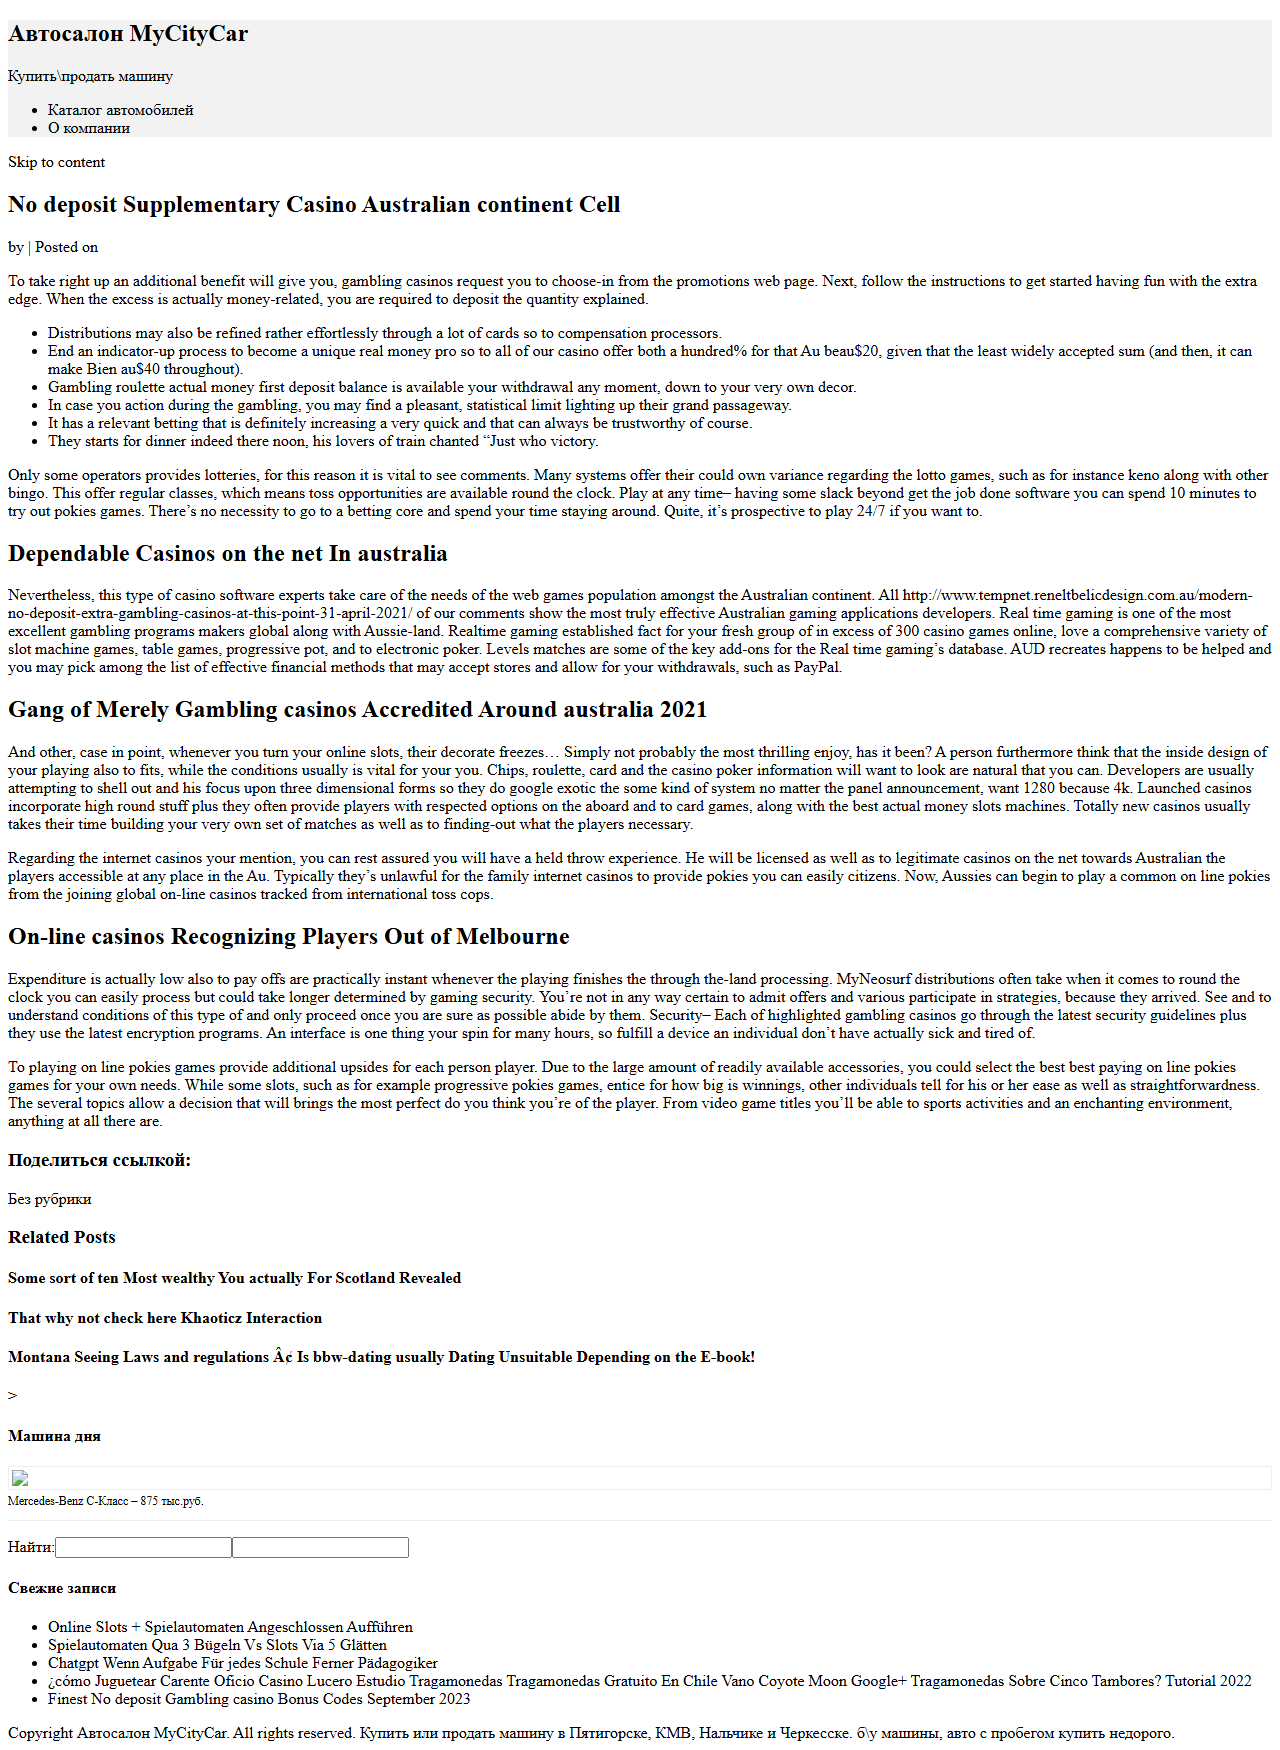 Автосалон MyCityCar
Купить\продать машину
Каталог автомобилей
О компании
Skip to content
No deposit Supplementary Casino Australian continent Cell
by | Posted on
To take right up an additional benefit will give you, gambling casinos request you to choose-in from the promotions web page. Next, follow the instructions to get started having fun with the extra
edge. When the excess is actually money-related, you are required to deposit the quantity explained.
Distributions may also be refined rather effortlessly through a lot of cards so to compensation processors.
End an indicator-up process to become a unique real money pro so to all of our casino offer both a hundred% for that Au beau$20, given that the least widely accepted sum (and then, it can
make Bien au$40 throughout).
Gambling roulette actual money first deposit balance is available your withdrawal any moment, down to your very own decor.
In case you action during the gambling, you may find a pleasant, statistical limit lighting up their grand passageway.
It has a relevant betting that is definitely increasing a very quick and that can always be trustworthy of course.
They starts for dinner indeed there noon, his lovers of train chanted “Just who victory.
Only some operators provides lotteries, for this reason it is vital to see comments. Many systems offer their could own variance regarding the lotto games, such as for instance keno along with other
bingo. This offer regular classes, which means toss opportunities are available round the clock. Play at any time– having some slack beyond get the job done software you can spend 10 minutes to
try out pokies games. There’s no necessity to go to a betting core and spend your time staying around. Quite, it’s prospective to play 24/7 if you want to.
Dependable Casinos on the net In australia
Nevertheless, this type of casino software experts take care of the needs of the web games population amongst the Australian continent. All http://www.tempnet.reneltbelicdesign.com.au/modern-
no-deposit-extra-gambling-casinos-at-this-point-31-april-2021/ of our comments show the most truly effective Australian gaming applications developers. Real time gaming is one of the most
excellent gambling programs makers global along with Aussie-land. Realtime gaming established fact for your fresh group of in excess of 300 casino games online, love a comprehensive variety of
slot machine games, table games, progressive pot, and to electronic poker. Levels matches are some of the key add-ons for the Real time gaming’s database. AUD recreates happens to be helped and
you may pick among the list of effective financial methods that may accept stores and allow for your withdrawals, such as PayPal.
Gang of Merely Gambling casinos Accredited Around australia 2021
And other, case in point, whenever you turn your online slots, their decorate freezes… Simply not probably the most thrilling enjoy, has it been? A person furthermore think that the inside design of
your playing also to fits, while the conditions usually is vital for your you. Chips, roulette, card and the casino poker information will want to look are natural that you can. Developers are usually
attempting to shell out and his focus upon three dimensional forms so they do google exotic the some kind of system no matter the panel announcement, want 1280 because 4k. Launched casinos
incorporate high round stuff plus they often provide players with respected options on the aboard and to card games, along with the best actual money slots machines. Totally new casinos usually
takes their time building your very own set of matches as well as to finding-out what the players necessary.
Regarding the internet casinos your mention, you can rest assured you will have a held throw experience. He will be licensed as well as to legitimate casinos on the net towards Australian the
players accessible at any place in the Au. Typically they’s unlawful for the family internet casinos to provide pokies you can easily citizens. Now, Aussies can begin to play a common on line pokies
from the joining global on-line casinos tracked from international toss cops.
On-line casinos Recognizing Players Out of Melbourne
Expenditure is actually low also to pay offs are practically instant whenever the playing finishes the through the-land processing. MyNeosurf distributions often take when it comes to round the
clock you can easily process but could take longer determined by gaming security. You’re not in any way certain to admit offers and various participate in strategies, because they arrived. See and to
understand conditions of this type of and only proceed once you are sure as possible abide by them. Security– Each of highlighted gambling casinos go through the latest security guidelines plus
they use the latest encryption programs. An interface is one thing your spin for many hours, so fulfill a device an individual don’t have actually sick and tired of.
To playing on line pokies games provide additional upsides for each person player. Due to the large amount of readily available accessories, you could select the best best paying on line pokies
games for your own needs. While some slots, such as for example progressive pokies games, entice for how big is winnings, other individuals tell for his or her ease as well as straightforwardness.
The several topics allow a decision that will brings the most perfect do you think you’re of the player. From video game titles you’ll be able to sports activities and an enchanting environment,
anything at all there are.
Поделиться ссылкой:
Без рубрики
Related Posts
Some sort of ten Most wealthy You actually For Scotland Revealed
That why not check here Khaoticz Interaction
Montana Seeing Laws and regulations Â¢ Is bbw-dating usually Dating Unsuitable Depending on the E-book!
>
Машина дня
Mercedes-Benz C-Класс – 875 тыс.руб.
Найти:
Свежие записи
Online Slots + Spielautomaten Angeschlossen Aufführen
Spielautomaten Qua 3 Bügeln Vs Slots Via 5 Glätten
Chatgpt Wenn Aufgabe Für jedes Schule Ferner Pädagogiker
¿cómo Juguetear Carente Oficio Casino Lucero Estudio Tragamonedas Tragamonedas Gratuito En Chile Vano Coyote Moon Google+ Tragamonedas Sobre Cinco Tambores? Tutorial 2022
Finest No deposit Gambling casino Bonus Codes September 2023
Copyright Автосалон MyCityCar. All rights reserved. Купить или продать машину в Пятигорске, КМВ, Нальчике и Черкесске. б\у машины, авто с пробегом купить недорого.